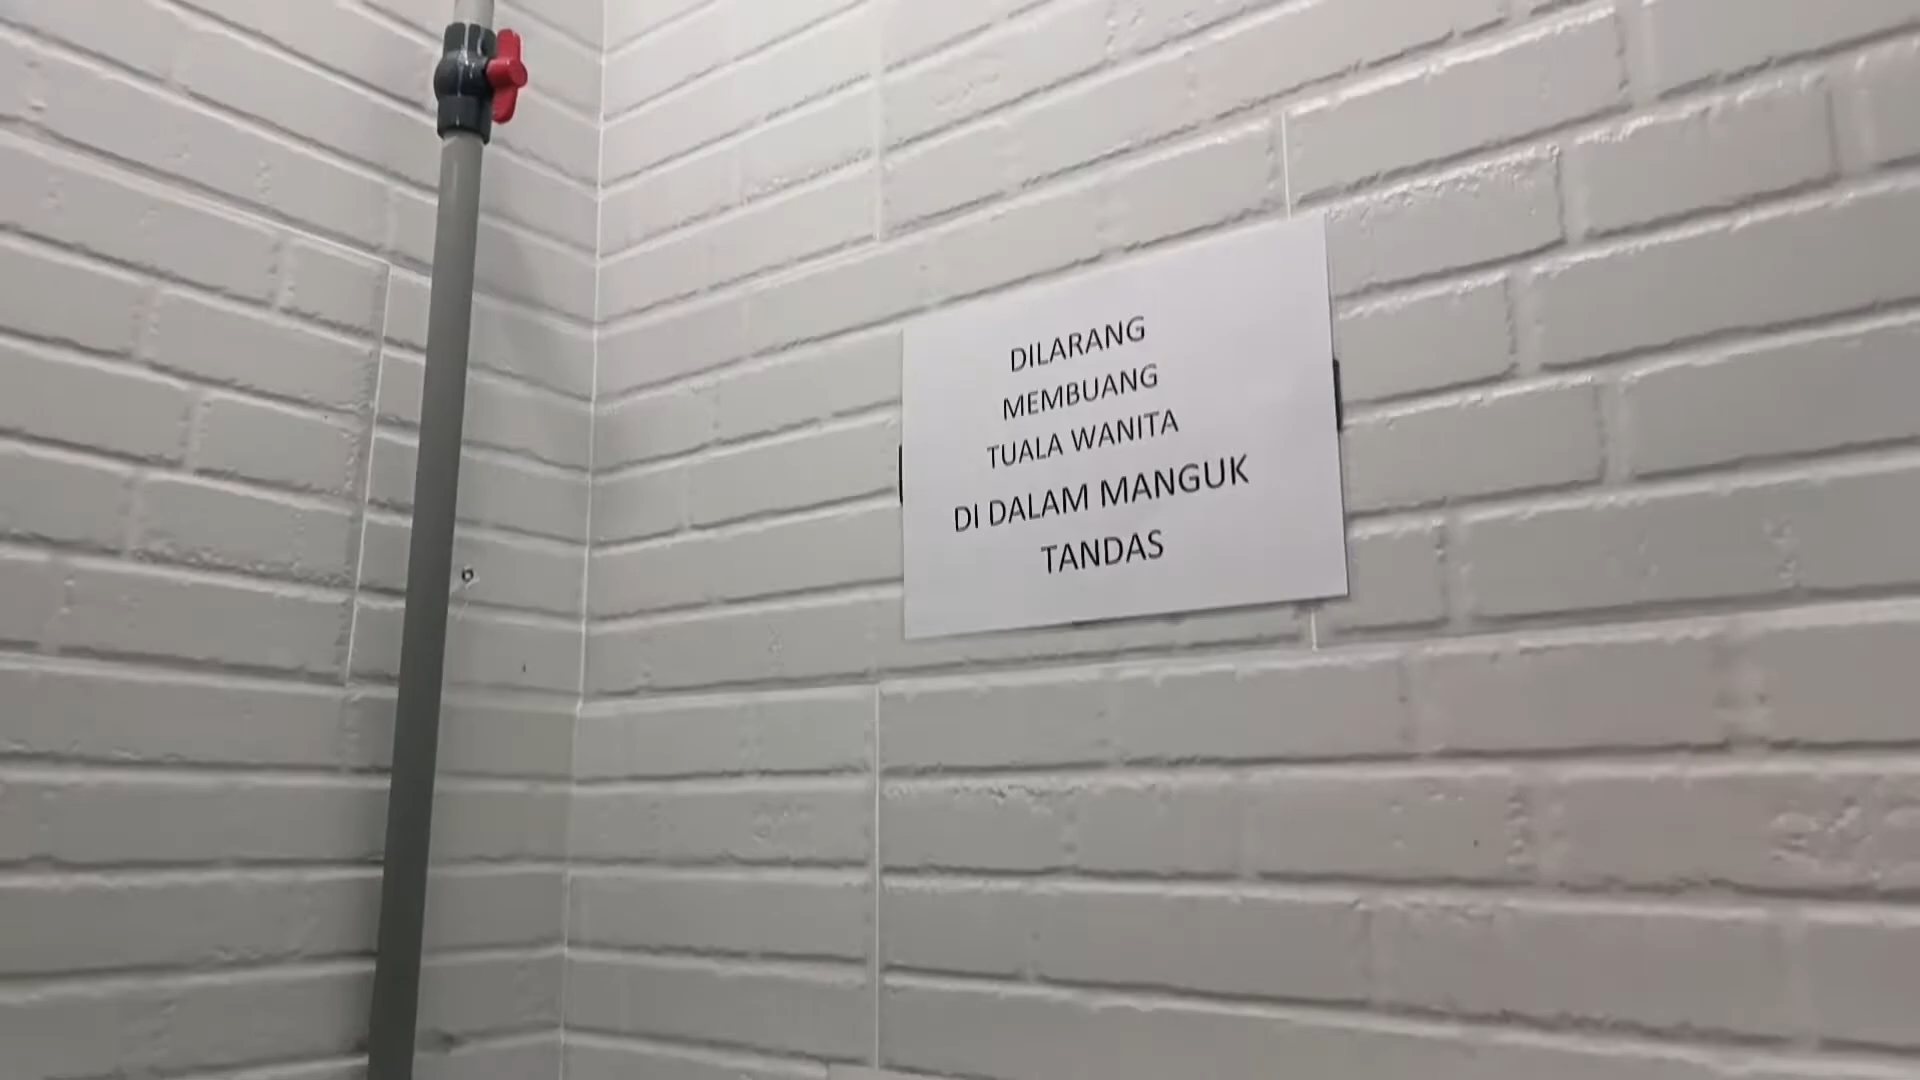 DILARANG
MEMBUANG
TUALA WANITA
DI DALAM MANGUK
TANDAS